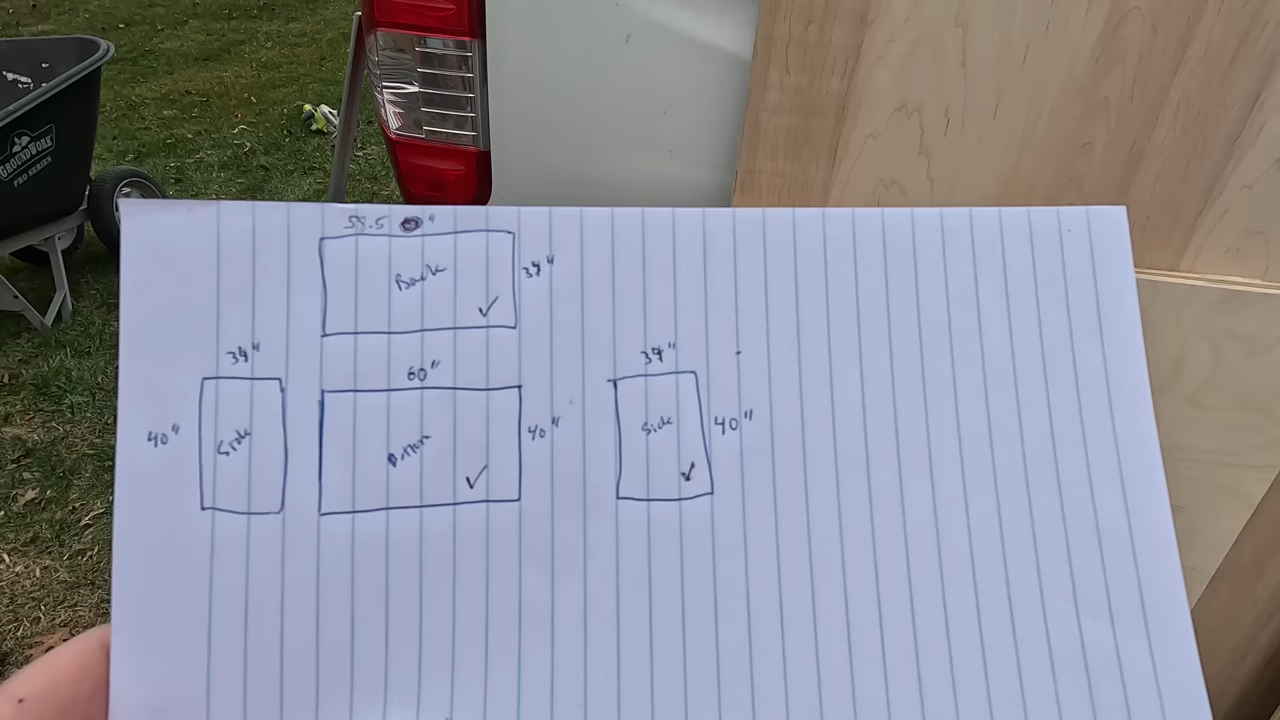 GROUNDWORK
PRO SERIES
58.5 "
Back
34"
34"
60"
34"
40"
Side
Bottom
40"
Side
40"